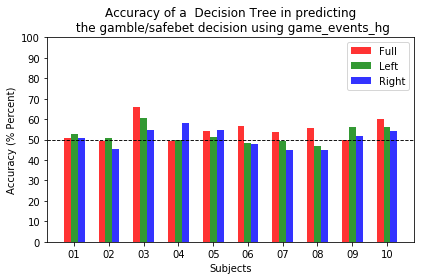 Accuracy of a  Decision Tree in predicting
the gamble/safebet decision using game_events_hg
Accuracy (% Percent)
100
90
80
70
60
50
40
30
20
10
0
Full
Left
Right
01 02 03 04 05 06 07 08 09 10
Subjects